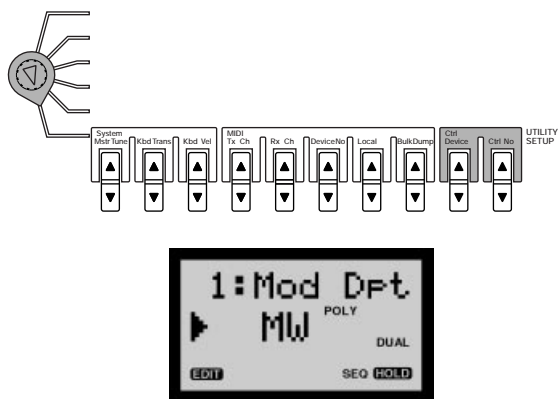 System MIDI Ctrl
Mstr Tune Kbd Trans Kbd Vel Tx Ch Rx Ch DeviceNo Local BulkDump Device Ctrl No
UTILITY
SETUP
1:Mod Dpt
MW POLY
DUAL
EDIT SEQ HOLD